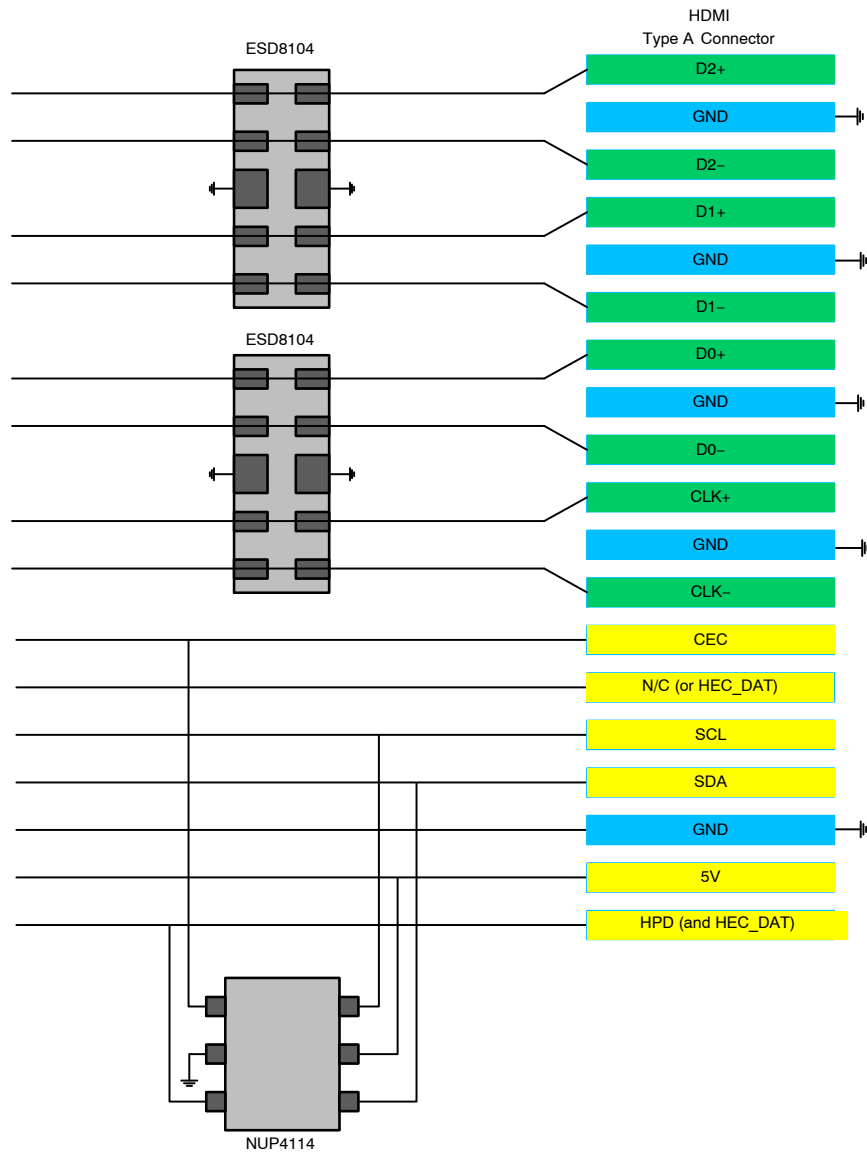 HDMI
Type A Connector
ESD8104
D2+
GND
D2−
D1+
GND
D1−
ESD8104
D0+
GND
D0−
CLK+
GND
CLK−
CEC
N/C (or HEC_DAT)
SCL
SDA
GND
5V
HPD (and HEC_DAT)
NUP4114